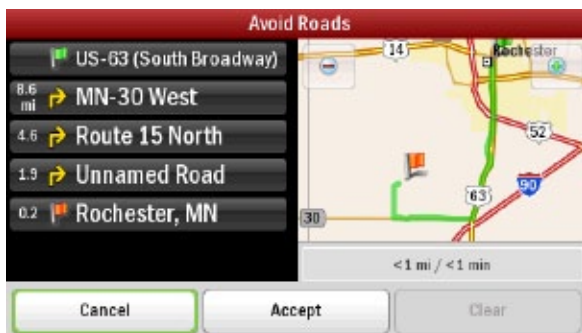 Avoid Roads
US-63 (South Broadway)
8.6
mi
MN-30 West
4.6
Route 15 North
1.9
Unnamed Road
0.2
Rochester, MN
14
Rochester
52
90
63
30
<1 mi / <1 min
Cancel
Accept
Clear